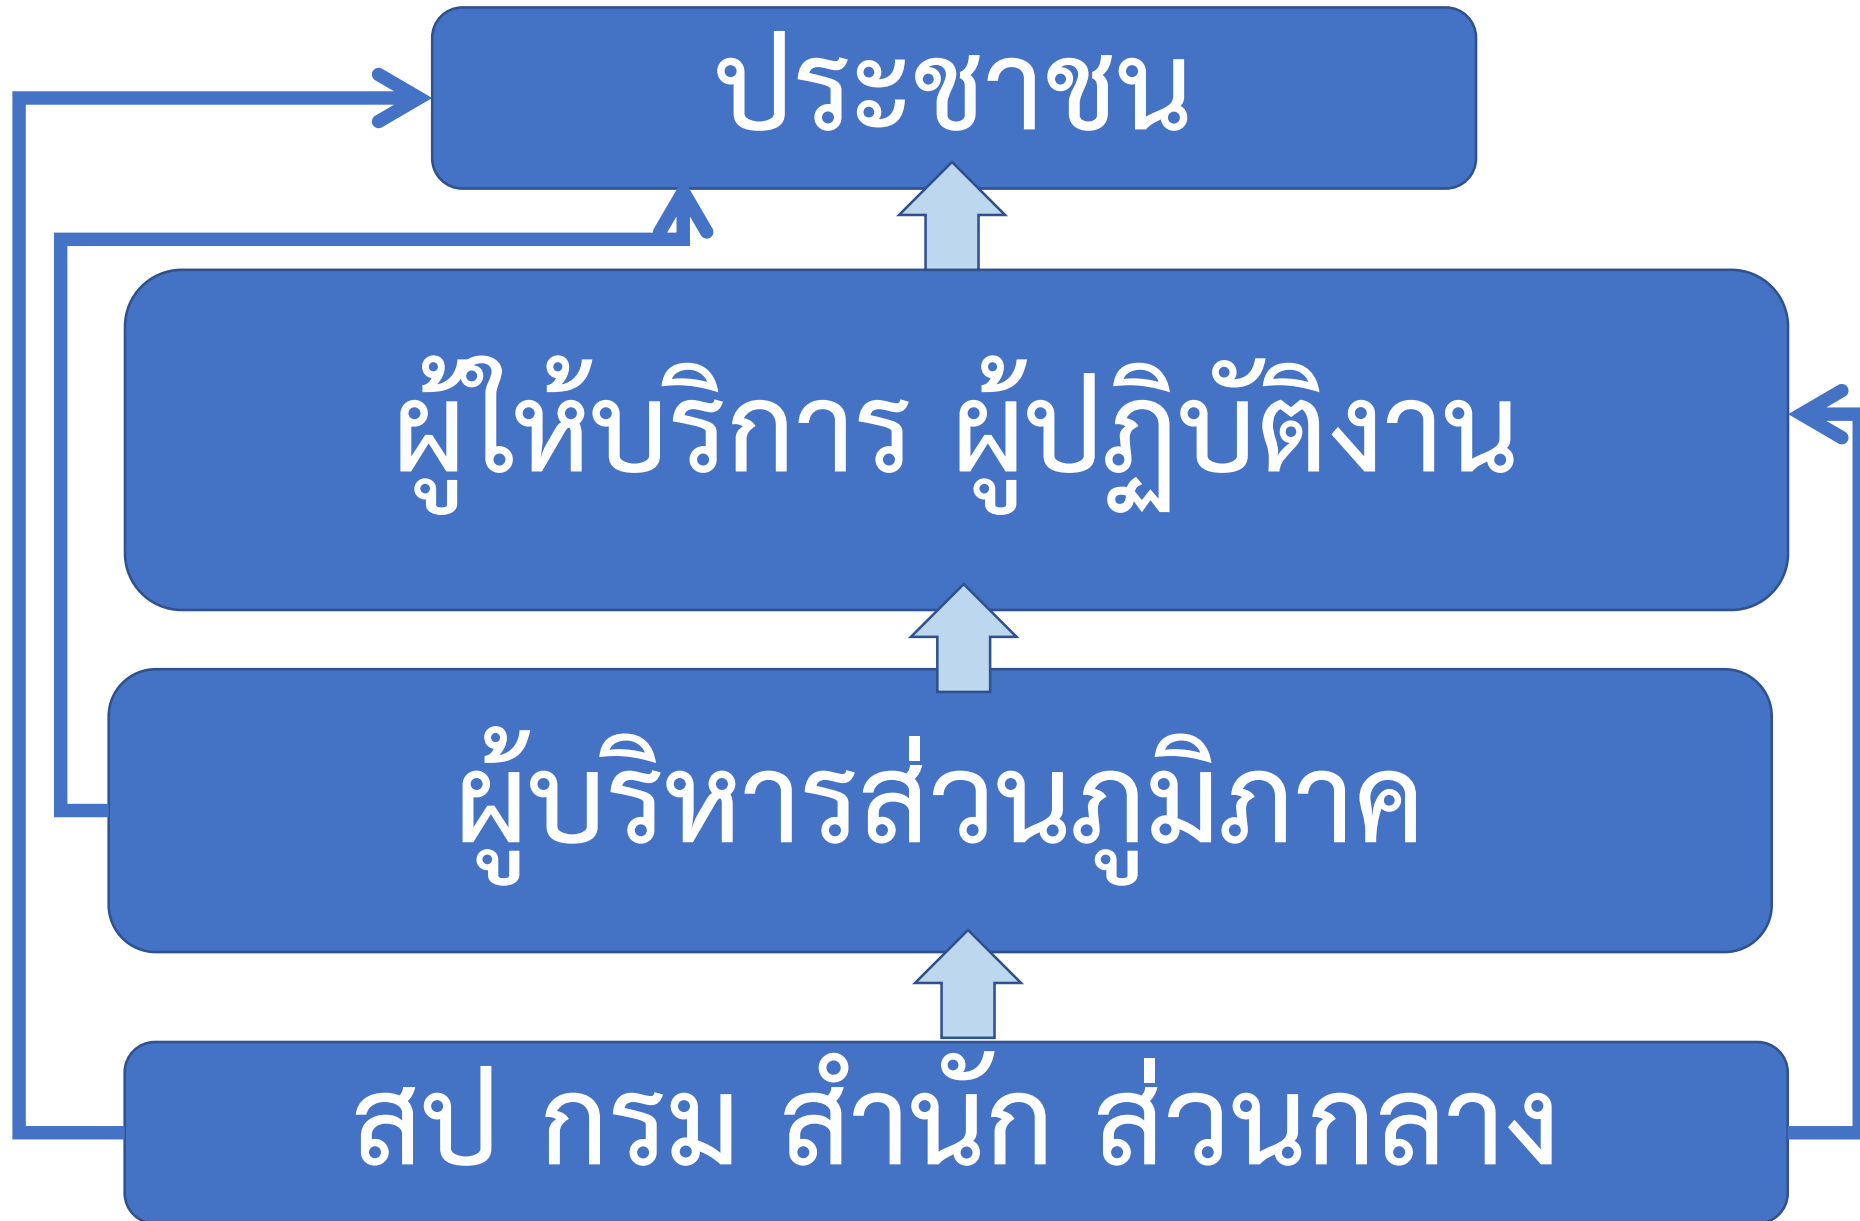 ประชาชน
ผู้ให้บริการ ผู้ปฏิบัติงาน
ผู้บริหารส่วนภูมิภาค
สป กรม สำนัก ส่วนกลาง